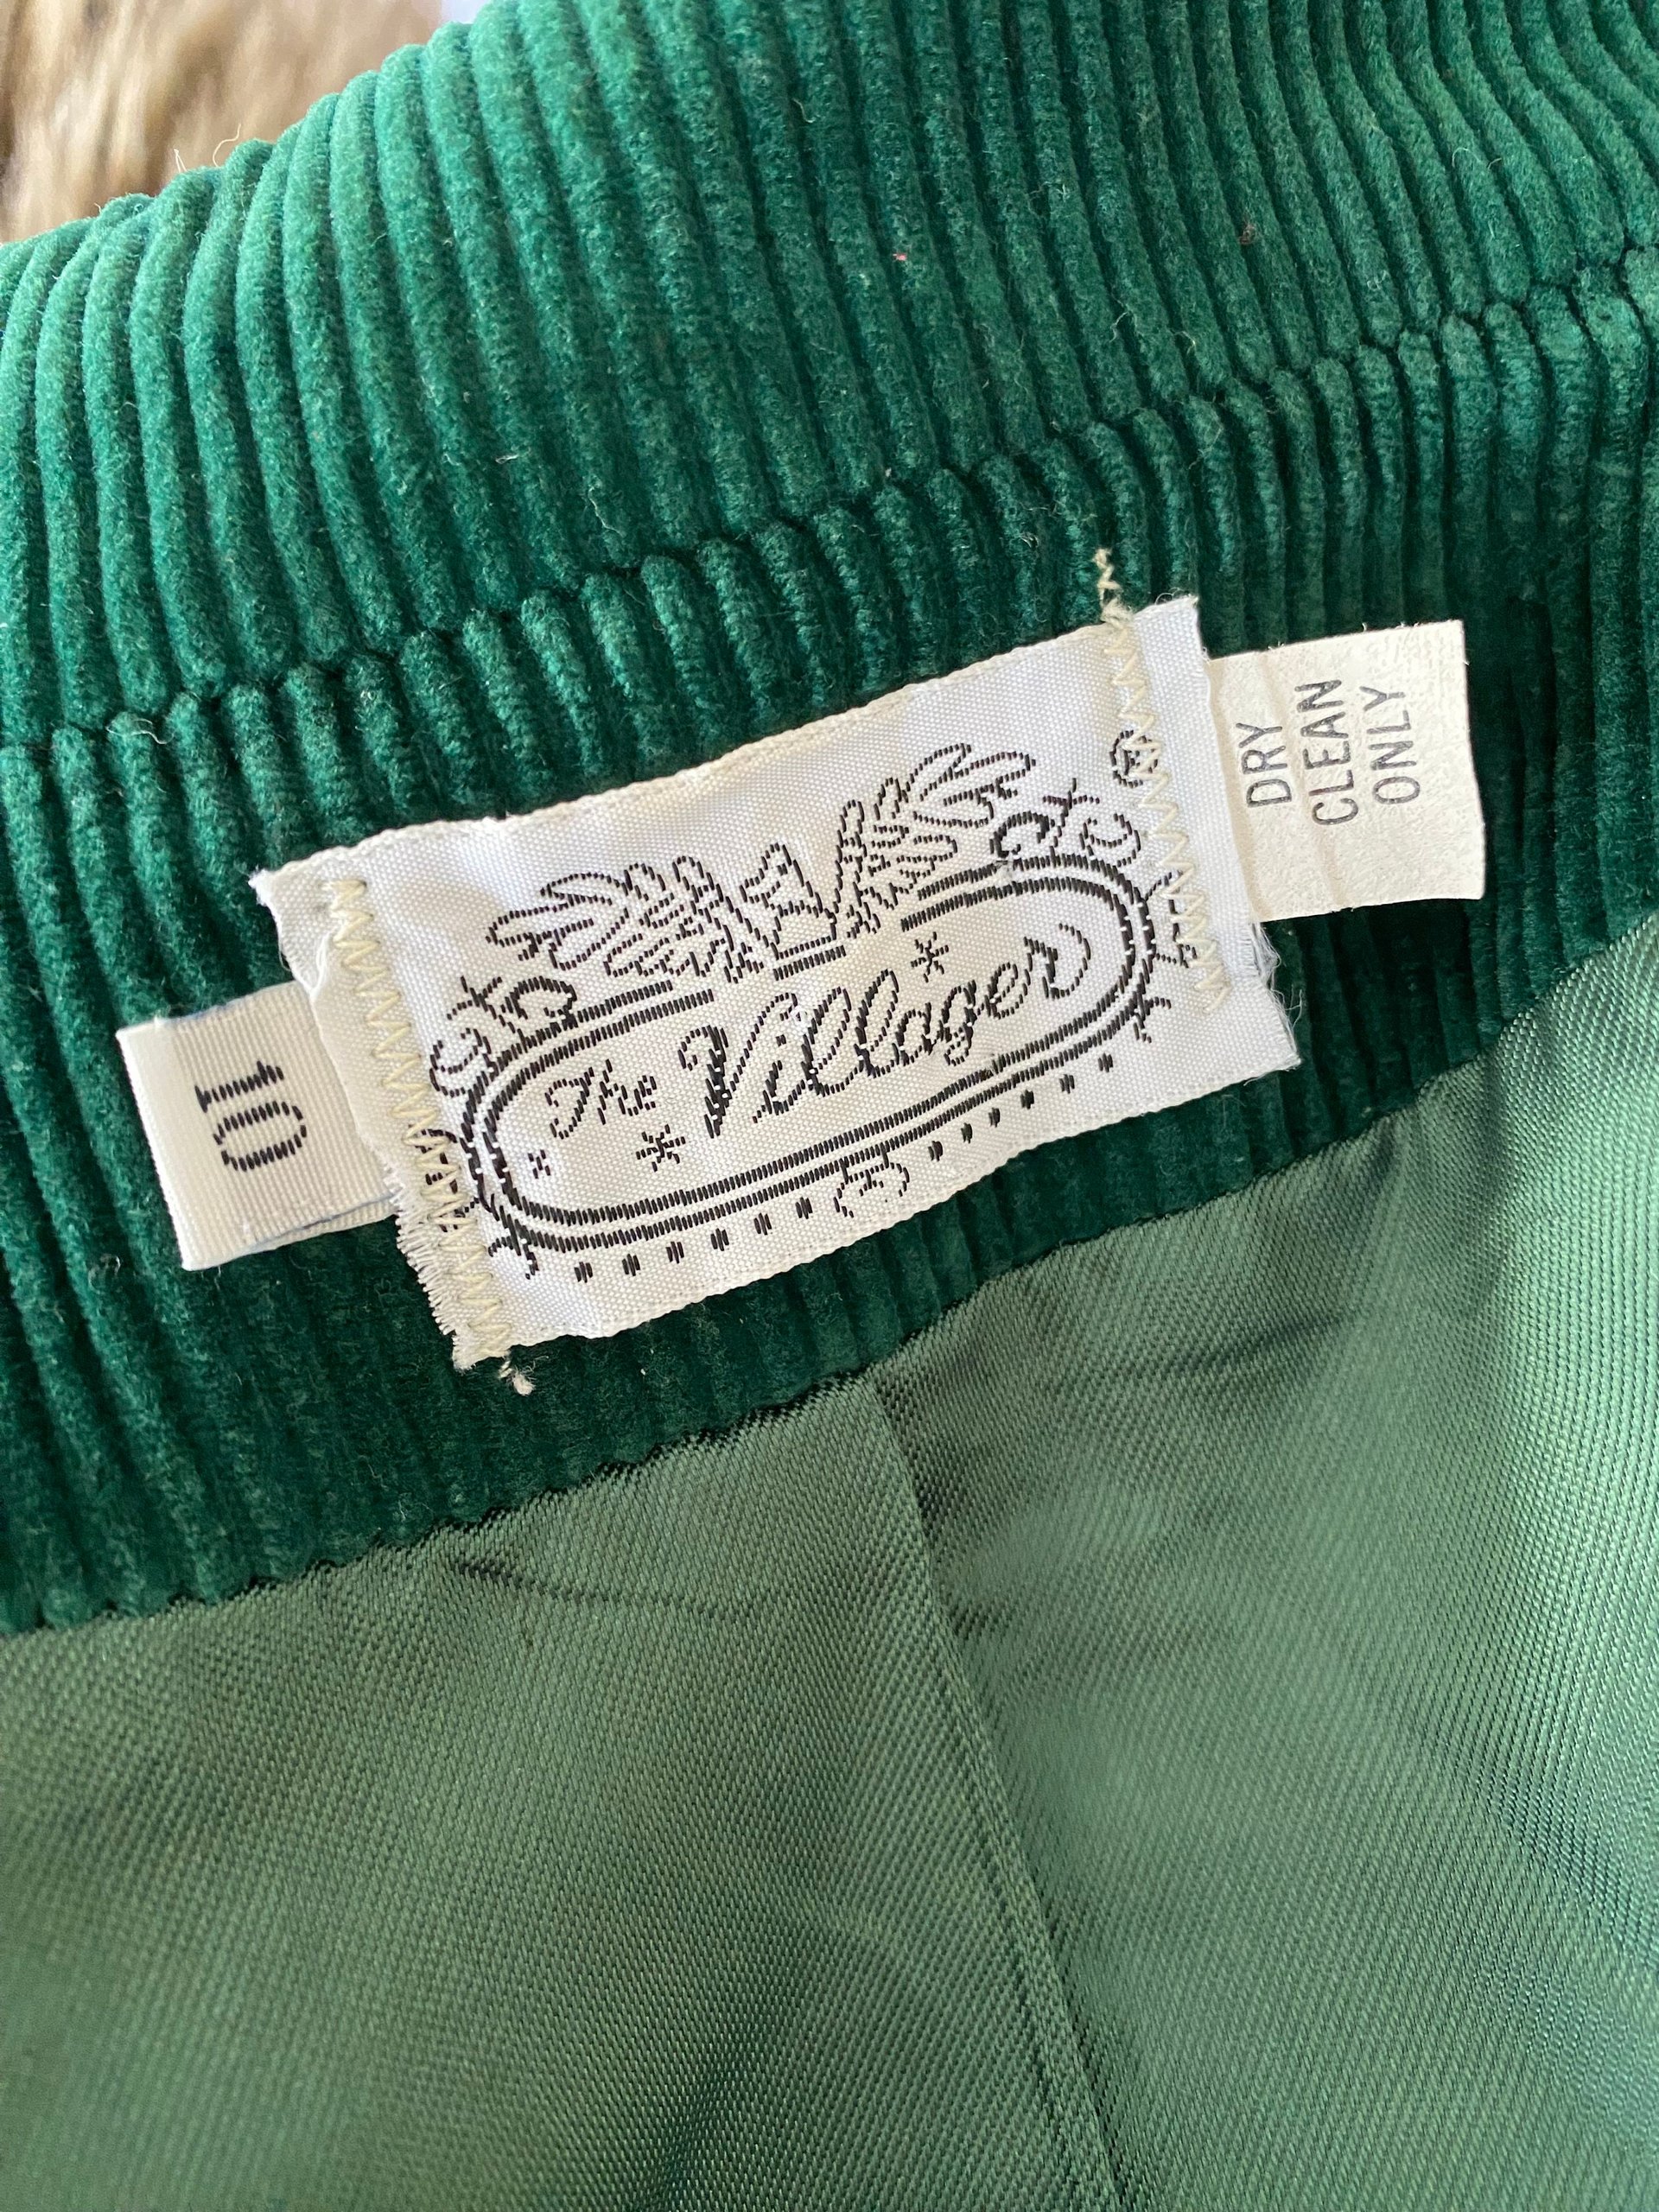 10
The Villager
®
DRY
CLEAN
ONLY